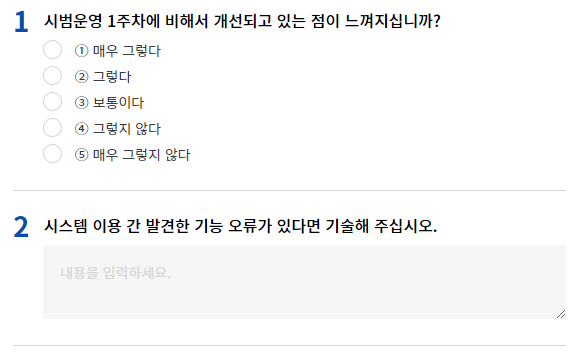 1 시범운영 1주차에 비해서 개선되고 있는 점이 느껴지십니까?
① 매우 그렇다
② 그렇다
③ 보통이다
④ 그렇지 않다
⑤ 매우 그렇지 않다
2 시스템 이용 간 발견한 기능 오류가 있다면 기술해 주십시오.
내용을 입력하세요.